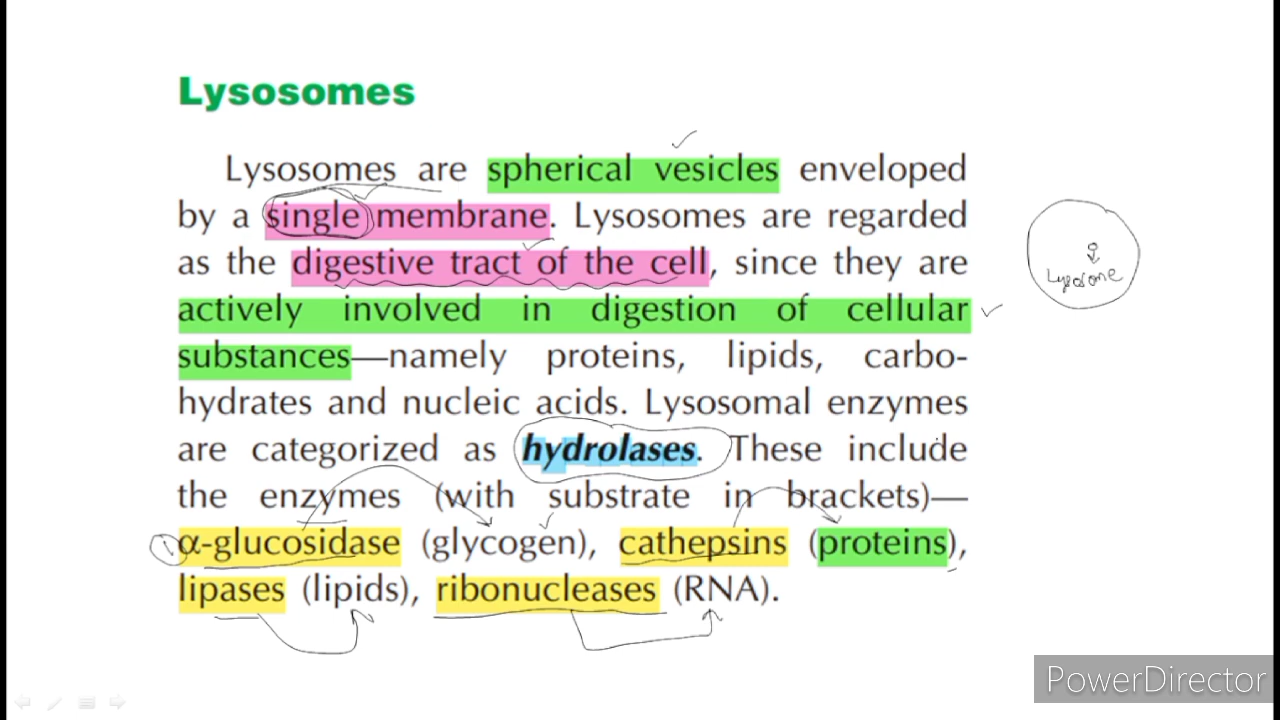 Lysosomes
Lysosomes are spherical vesicles enveloped
by a single membrane. Lysosomes are regarded
as the digestive tract of the cell, since they are
actively involved in digestion of cellular
substances—namely proteins, lipids, carbo-
hydrates and nucleic acids. Lysosomal enzymes
are categorized as hydrolases. These include
the enzymes (with substrate in brackets)—
α-glucosidase (glycogen), cathepsins (proteins),
lipases (lipids), ribonucleases (RNA).
Lysosome
PowerDirector